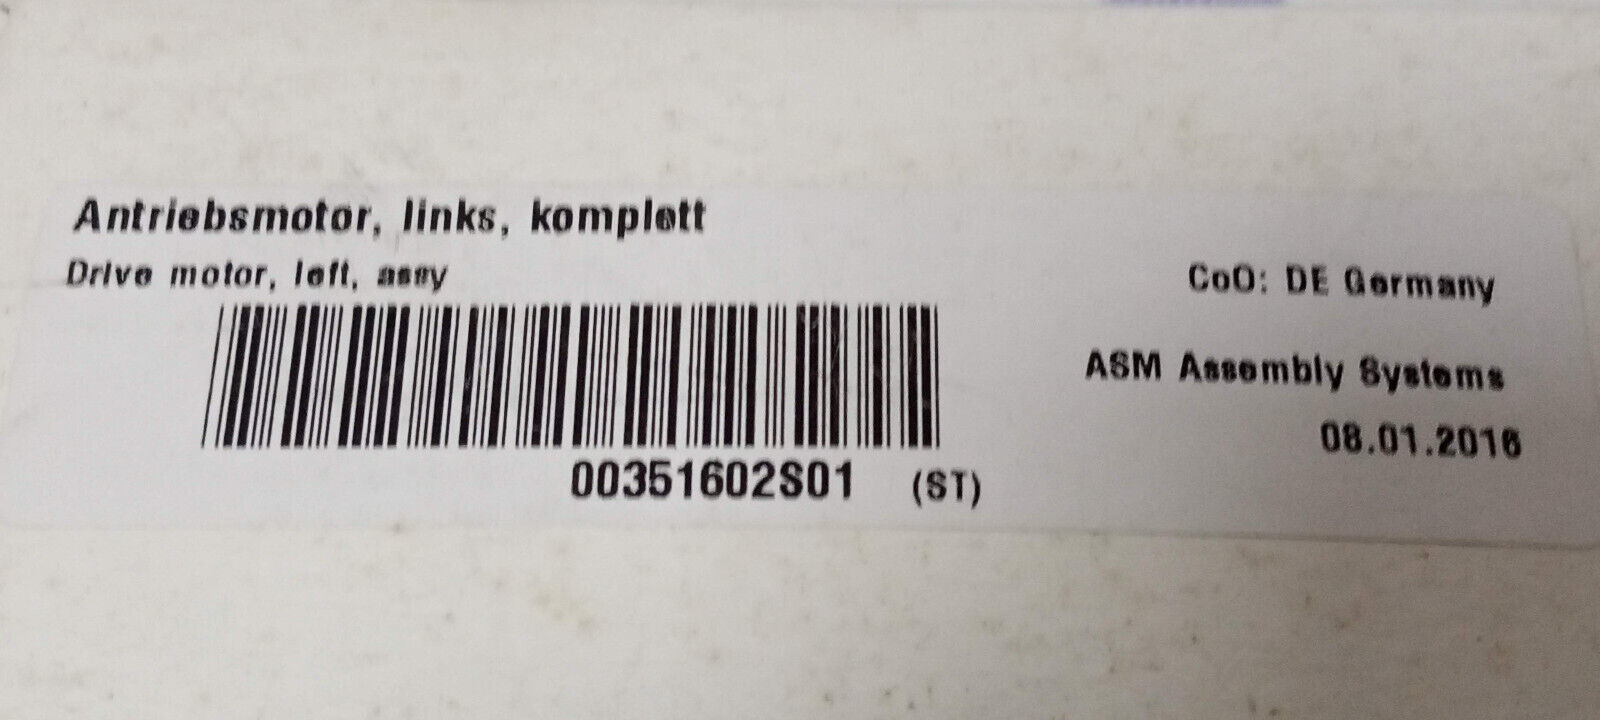 Antriebsmotor, links, komplett
Drive motor, left, assy
CoO: DE Germany
ASM Assembly Systems
08.01.2016
00351602S01 (ST)